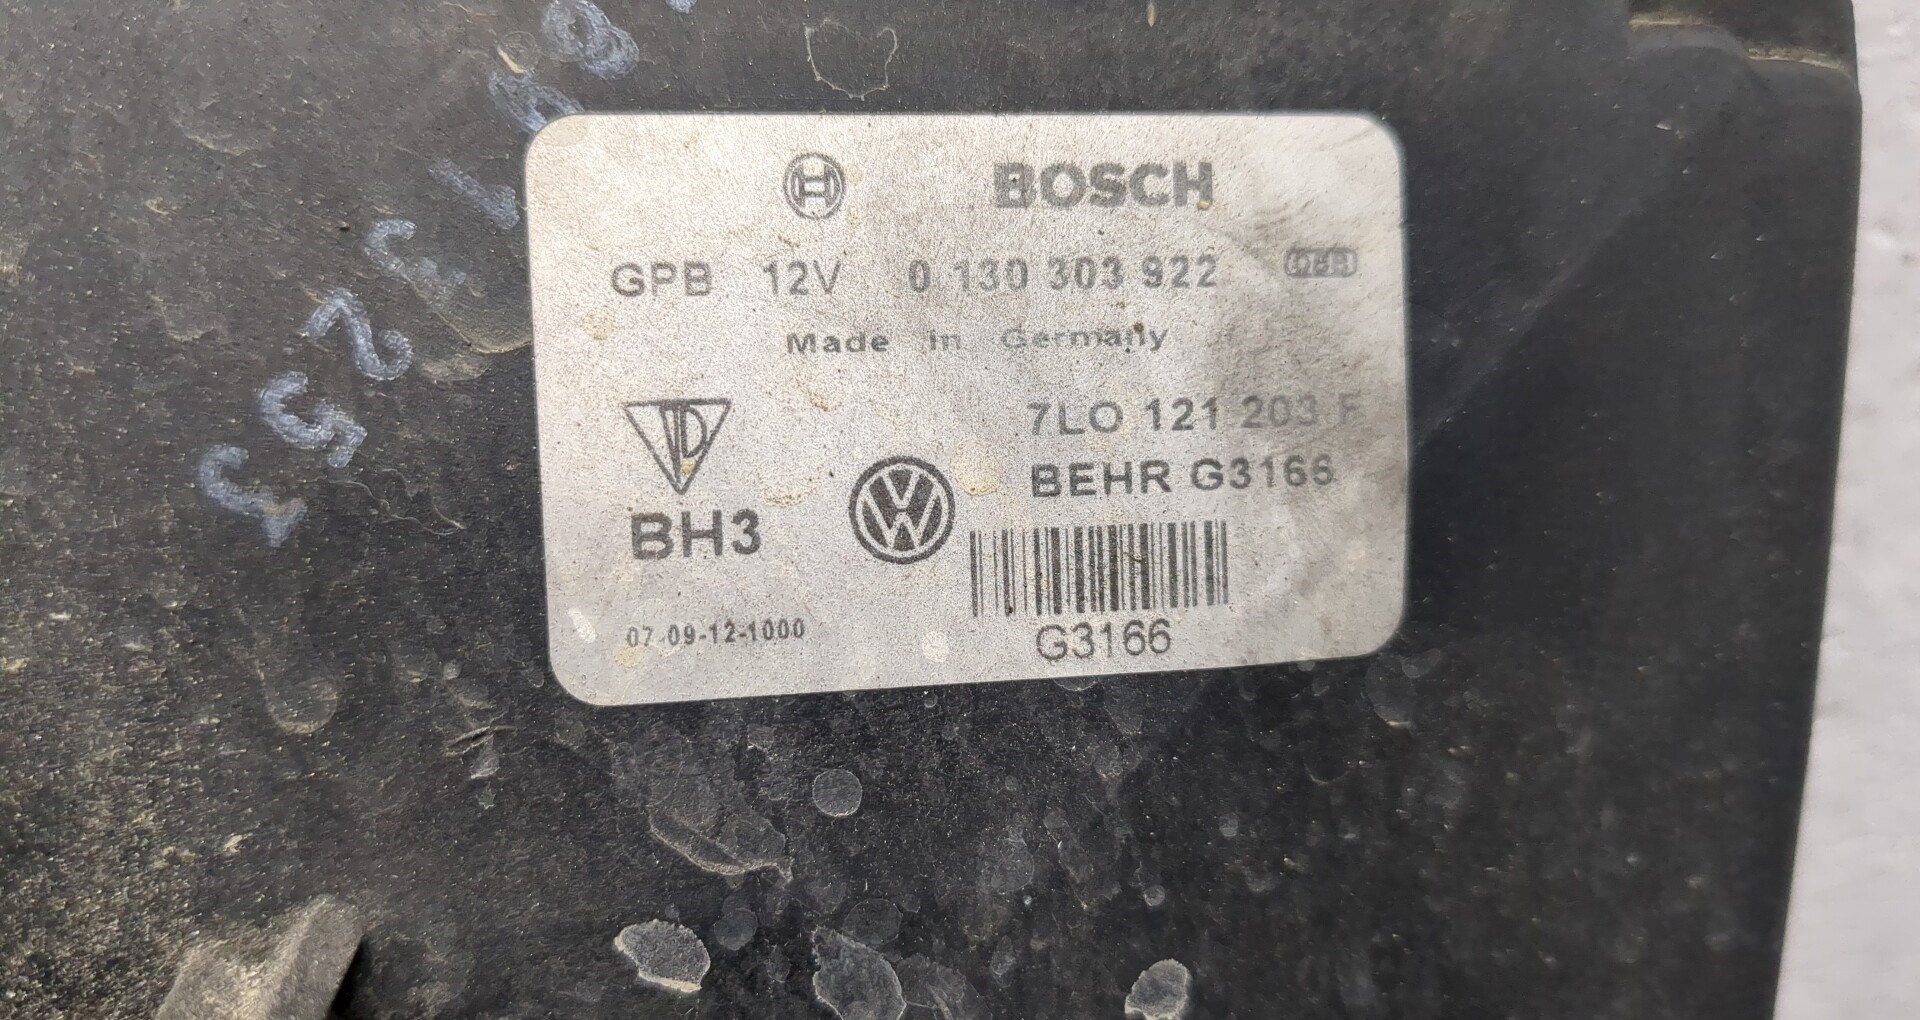 BOSCH
GPB 12V 0 130 303 922
Made in Germany
7LO 121 203 F
BEHR G3166
BH3
07-09-12-1000
G3166